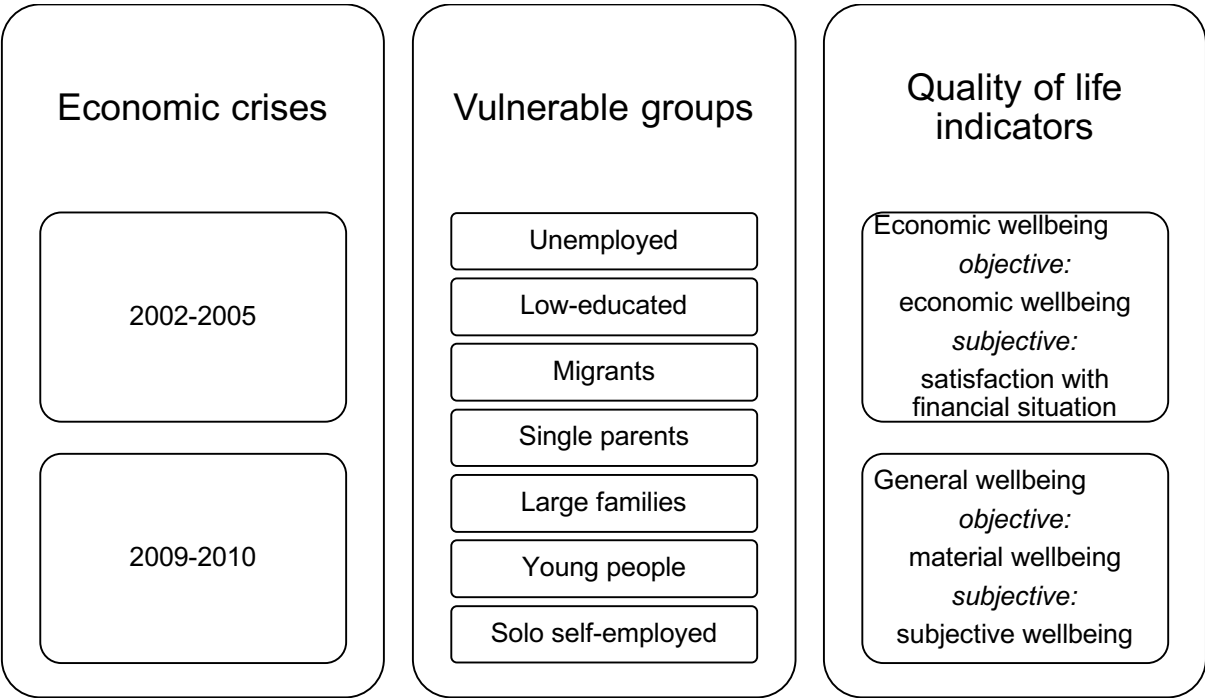 Economic crises
2002-2005
2009-2010
Vulnerable groups
Unemployed
Low-educated
Migrants
Single parents
Large families
Young people
Solo self-employed
Quality of life
indicators
Economic wellbeing
objective:
economic wellbeing
subjective:
satisfaction with
financial situation
General wellbeing
objective:
material wellbeing
subjective:
subjective wellbeing